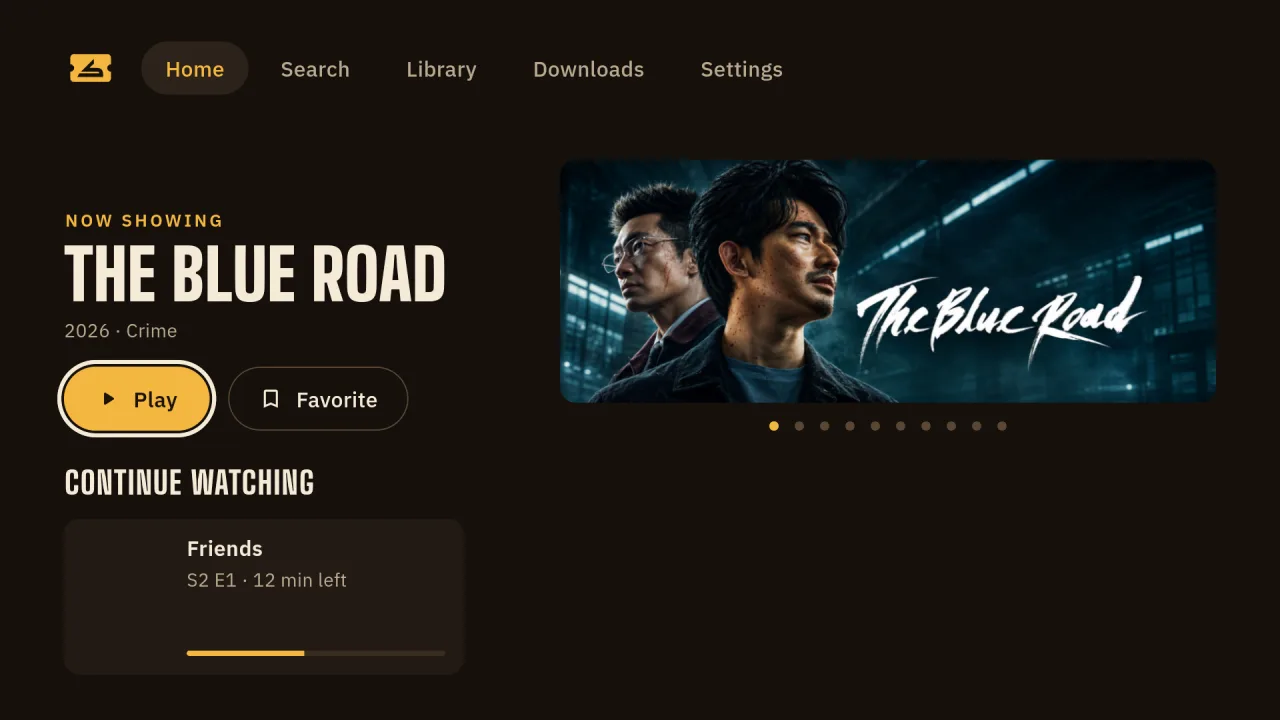 Home Search Library Downloads Settings
NOW SHOWING
THE BLUE ROAD
2026 · Crime
Play Favorite
The Blue Road
CONTINUE WATCHING
Friends
S2 E1 · 12 min left